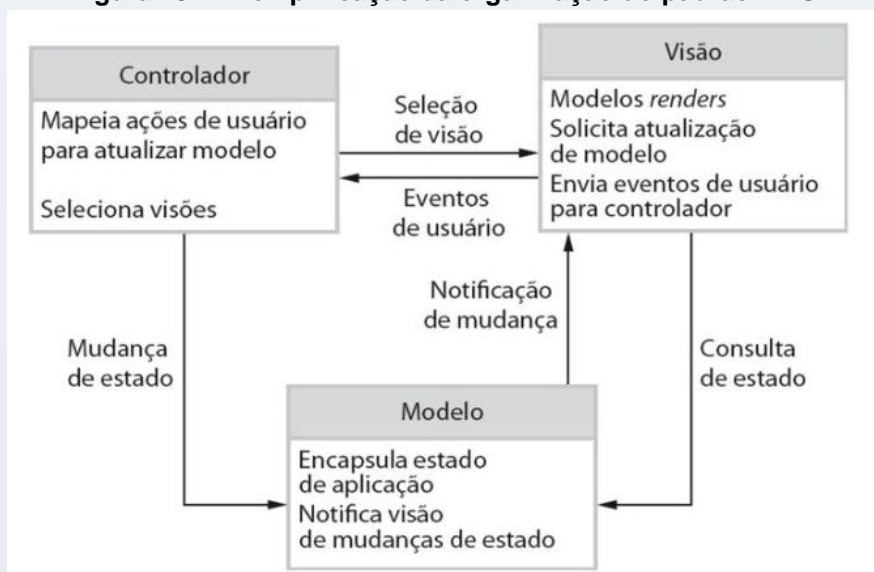 Controlador
Mapeia ações de usuário
para atualizar modelo
Seleciona visões
Seleção
de visão
Eventos
de usuário
Visão
Modelos renders
Solicita atualização
de modelo
Envia eventos de usuário
para controlador
Notificação
de mudança
Mudança
de estado
Consulta
de estado
Modelo
Encapsula estado
de aplicação
Notifica visão
de mudanças de estado